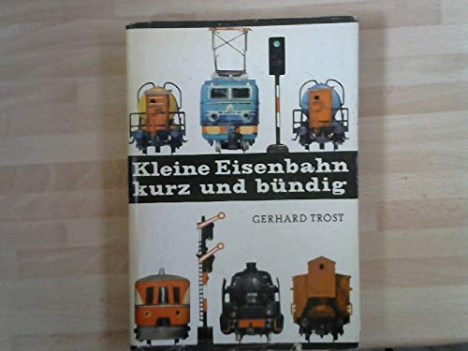 Kleine Eisenbahn
kurz und bündig
GERHARD TROST